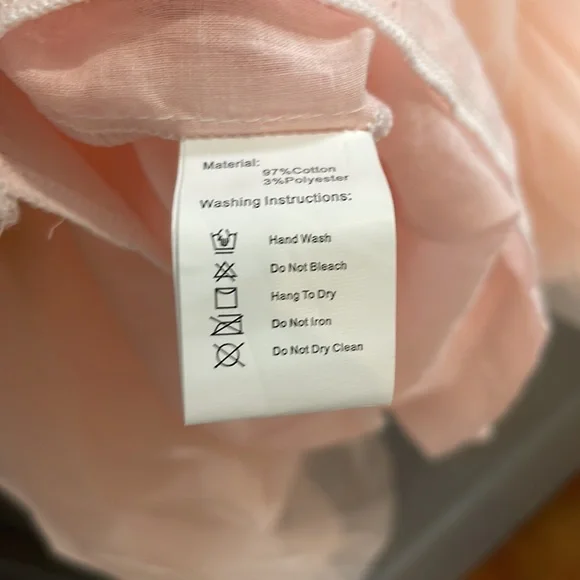 Material:
97%Cotton
3%Polyester
Washing Instructions:
Hand Wash
Do Not Bleach
Hang To Dry
Do Not Iron
Do Not Dry Clean